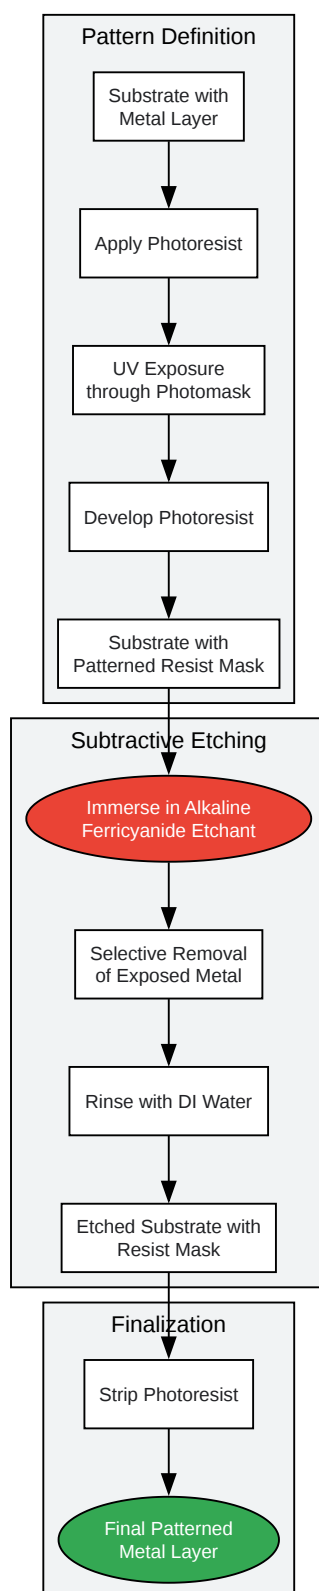 Pattern Definition
Substrate with
Metal Layer
Apply Photoresist
UV Exposure
through Photomask
Develop Photoresist
Substrate with
Patterned Resist Mask
Subtractive Etching
Immerse in Alkaline
Ferricyanide Etchant
Selective Removal
of Exposed Metal
Rinse with DI Water
Etched Substrate with
Resist Mask
Finalization
Strip Photoresist
Final Patterned
Metal Layer